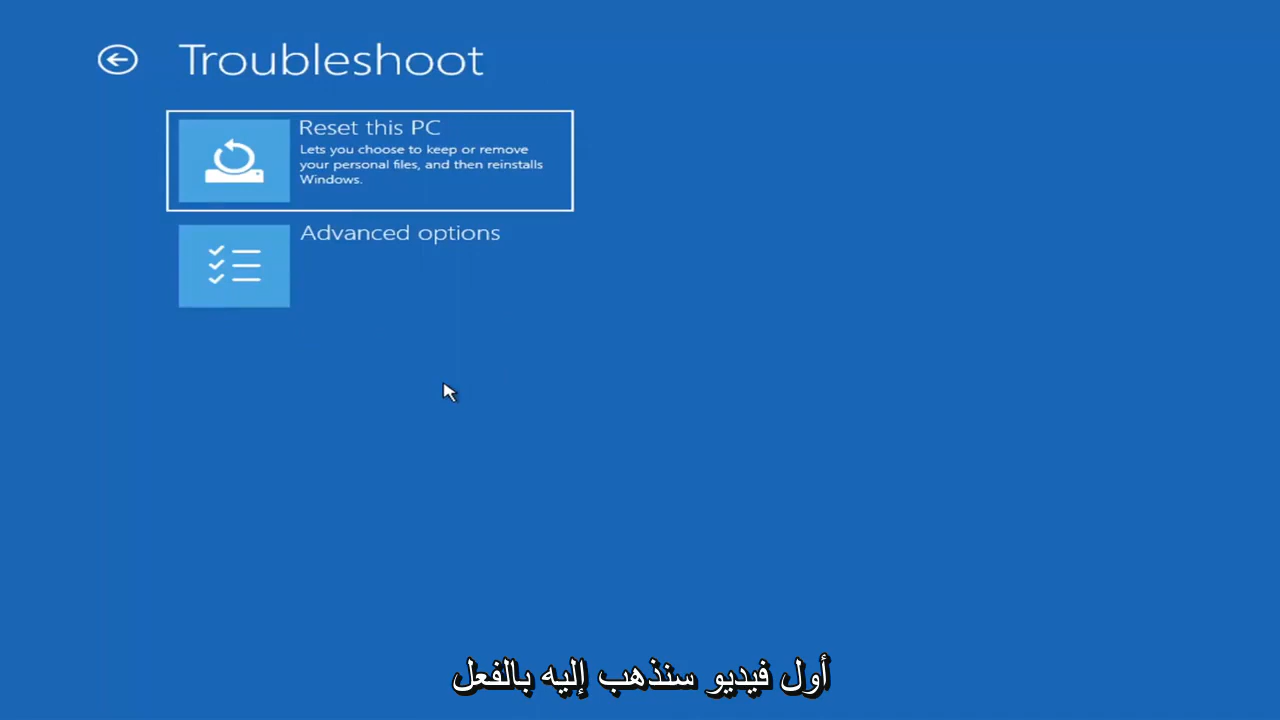 Troubleshoot
Reset this PC
Lets you choose to keep or remove
your personal files, and then reinstalls
Windows.
Advanced options
أول فيديو سنذهب إليه بالفعل